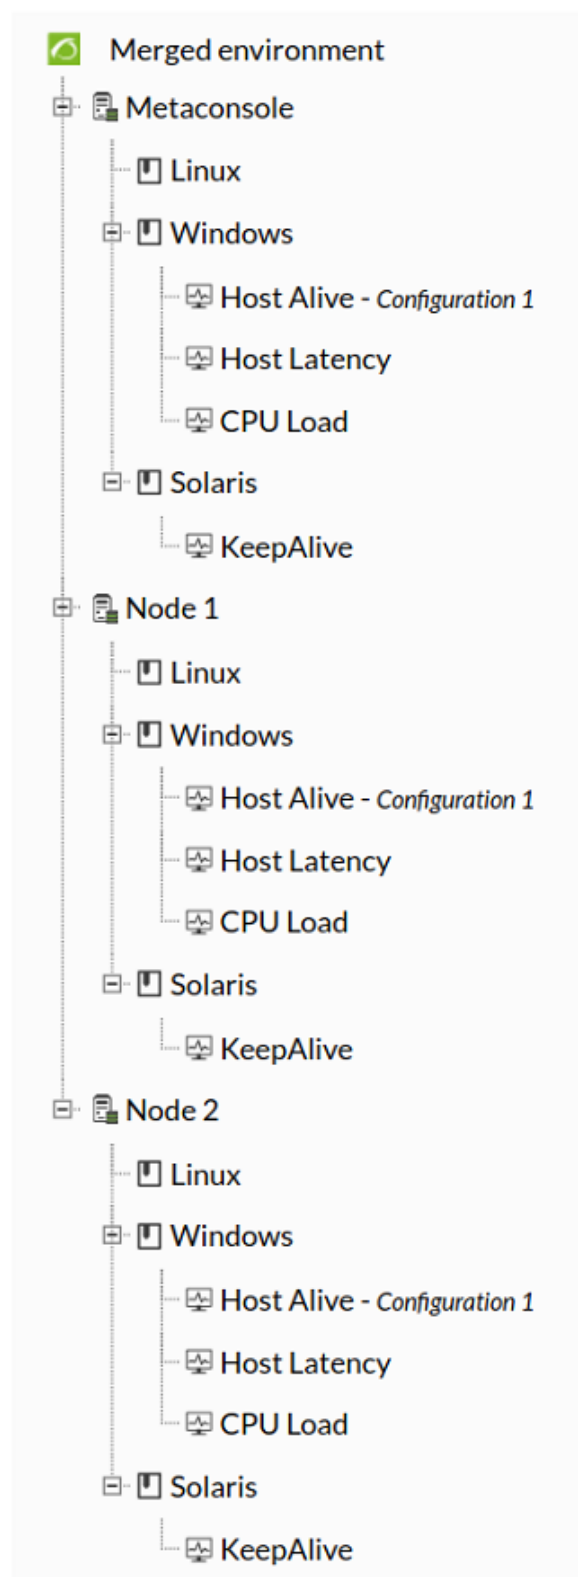 Merged environment
Metaconsole
Linux
Windows
Host Alive - Configuration 1
Host Latency
CPU Load
Solaris
KeepAlive
Node 1
Linux
Windows
Host Alive - Configuration 1
Host Latency
CPU Load
Solaris
KeepAlive
Node 2
Linux
Windows
Host Alive - Configuration 1
Host Latency
CPU Load
Solaris
KeepAlive